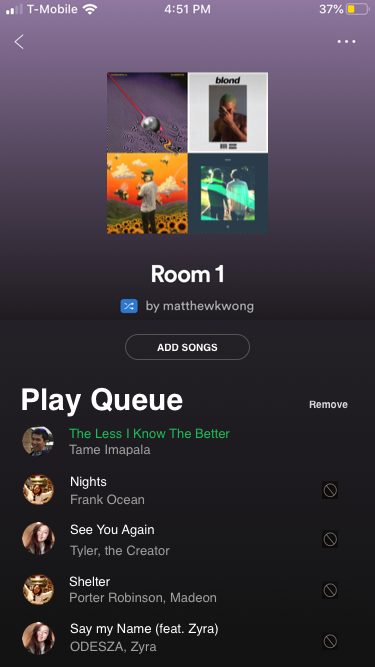 T-Mobile 4:51 PM 37%
blond
Room 1
by matthewkwong
ADD SONGS
Play Queue
Remove
The Less I Know The Better
Tame Imapala
Nights
Frank Ocean
See You Again
Tyler, the Creator
Shelter
Porter Robinson, Madeon
Say my Name (feat. Zyra)
ODESZA, Zyra